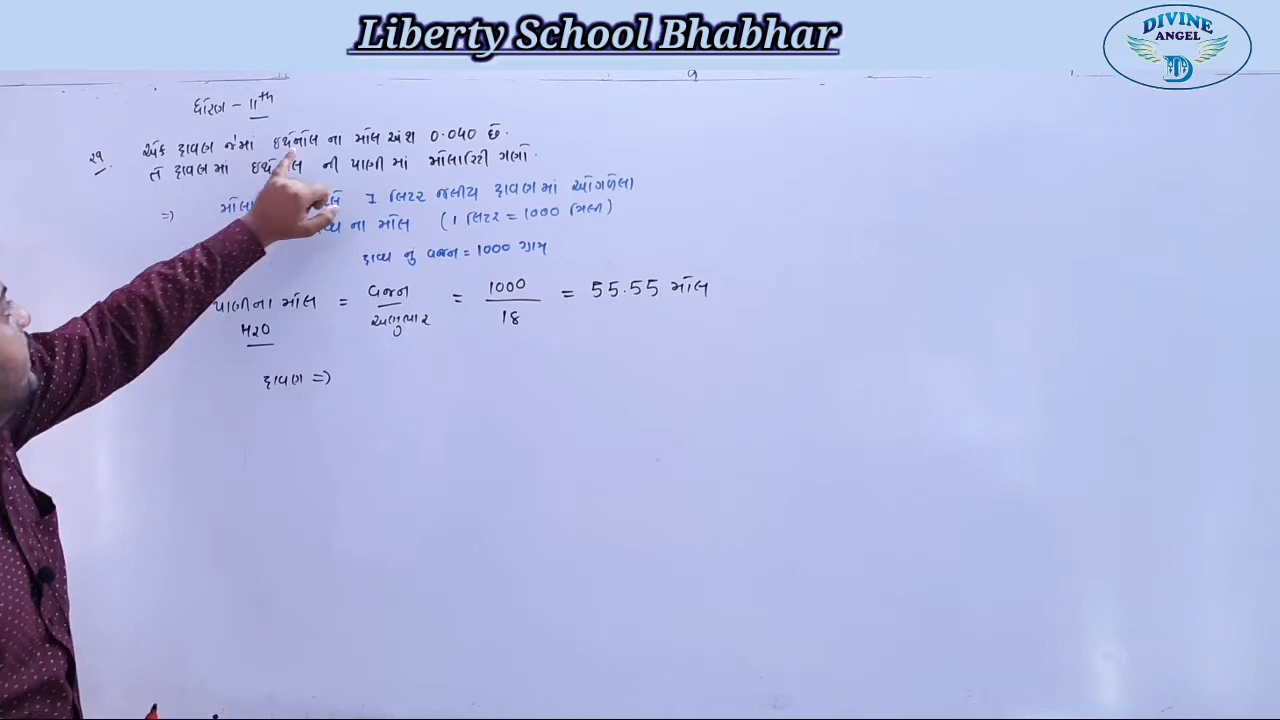 Liberty School Bhabhar
DIVINE
ANGEL
D
ધોરણ - 11th
૨૧. એક દ્રાવણ જેમાં ઇથેનોલ ના મોલ અંશ 0.040 છે.
તે દ્રાવણ માં ની પાણી માં મોલારિટી ગણો.
=> 1 લિટર જલીય દ્રાવણ માં ઓગળેલા
ના મોલ (1 લિટર = 1000 મિલી)
દ્રાવ્ય નું વજન = 1000 ગ્રામ
પાણીના મોલ = વજન / અણુભાર = 1000 / 18 = 55.55 મોલ
H2O
દ્રાવણ =>